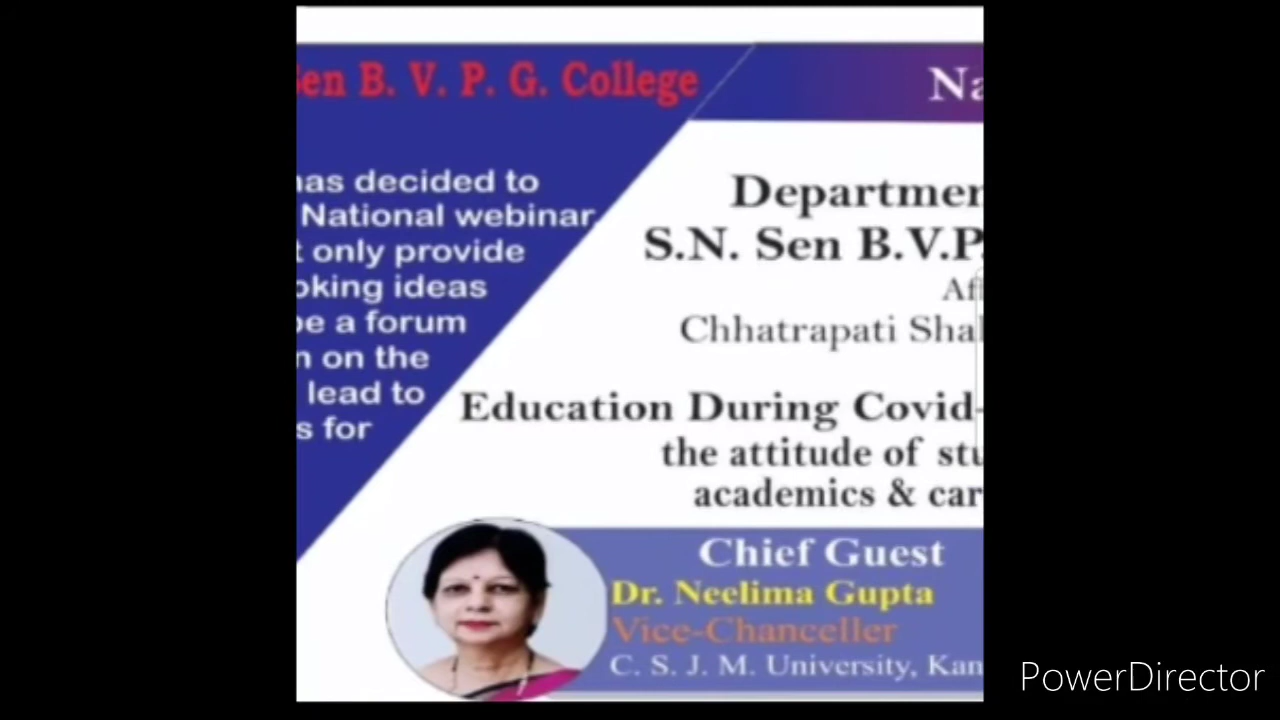 Sen B. V. P. G. College
has decided to
National webinar
only provide
ideas
be a forum
on the
lead to
for
Na
Departmen
S.N. Sen B.V.P.
Af
Chhatrapati Sha
Education During Covid-
the attitude of stu
academics & car
Chief Guest
Dr. Neelima Gupta
Vice-Chanceller
C. S. J. M. University, Kan
PowerDirector